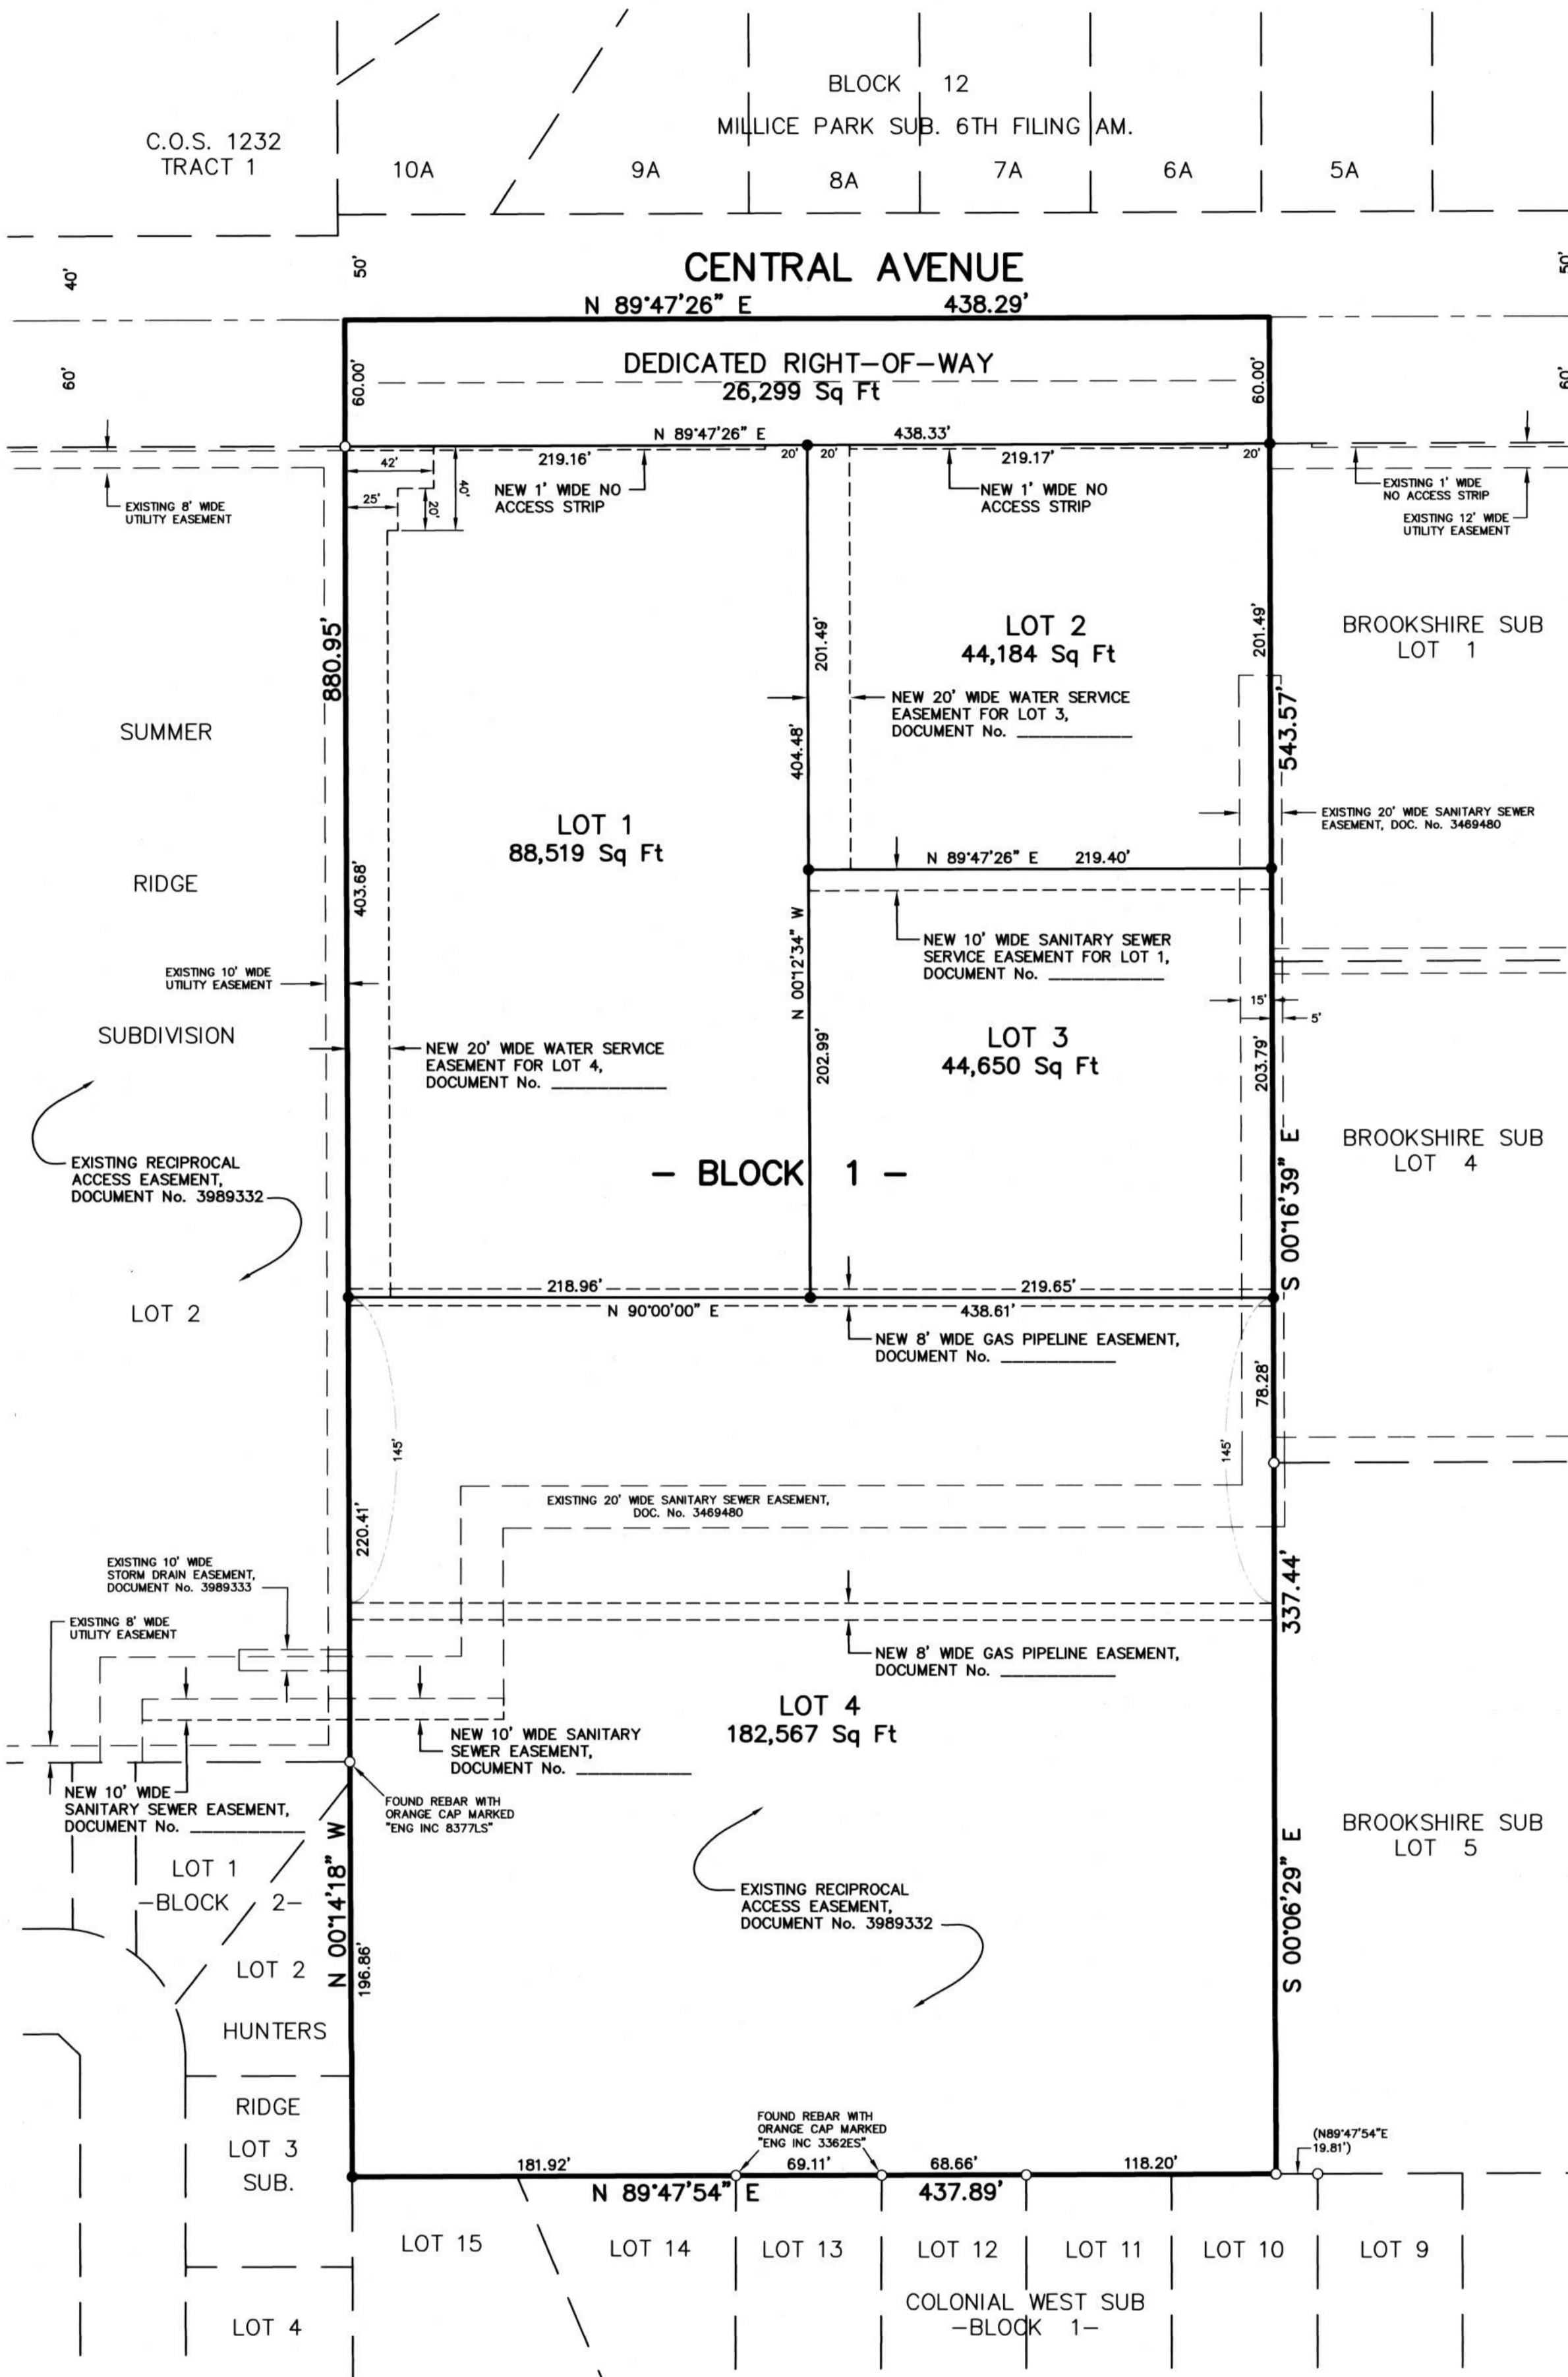 BLOCK 12
MILLICE PARK SUB. 6TH FILING AM.
C.O.S. 1232
TRACT 1
10A
9A
8A
7A
6A
5A
40'
50'
CENTRAL AVENUE
50'
N 89°47'26" E 438.29'
60'
60.00'
DEDICATED RIGHT-OF-WAY
26,299 Sq Ft
60.00'
60'
N 89°47'26" E 438.33'
42'
219.16'
20'
20'
219.17'
20'
25'
20'
40'
NEW 1' WIDE NO
ACCESS STRIP
NEW 1' WIDE NO
ACCESS STRIP
EXISTING 8' WIDE
UTILITY EASEMENT
EXISTING 1' WIDE
NO ACCESS STRIP
EXISTING 12' WIDE
UTILITY EASEMENT
880.95'
201.49'
LOT 2
44,184 Sq Ft
201.49'
BROOKSHIRE SUB
LOT 1
NEW 20' WIDE WATER SERVICE
EASEMENT FOR LOT 3,
DOCUMENT No. __________
543.57'
SUMMER
404.48'
LOT 1
88,519 Sq Ft
EXISTING 20' WIDE SANITARY SEWER
EASEMENT, DOC. No. 3469480
N 89°47'26" E 219.40'
RIDGE
403.68'
N 00°12'34" W
NEW 10' WIDE SANITARY SEWER
SERVICE EASEMENT FOR LOT 1,
DOCUMENT No. __________
EXISTING 10' WIDE
UTILITY EASEMENT
15'
5'
SUBDIVISION
NEW 20' WIDE WATER SERVICE
EASEMENT FOR LOT 4,
DOCUMENT No. __________
202.99'
LOT 3
44,650 Sq Ft
203.79'
EXISTING RECIPROCAL
ACCESS EASEMENT,
DOCUMENT No. 3989332
- BLOCK 1 -
BROOKSHIRE SUB
LOT 4
S 00°16'39" E
LOT 2
218.96'
219.65'
N 90°00'00" E 438.61'
NEW 8' WIDE GAS PIPELINE EASEMENT,
DOCUMENT No. __________
78.28'
145'
145'
EXISTING 20' WIDE SANITARY SEWER EASEMENT,
DOC. No. 3469480
220.41'
EXISTING 10' WIDE
STORM DRAIN EASEMENT,
DOCUMENT No. 3989333
337.44'
EXISTING 8' WIDE
UTILITY EASEMENT
NEW 8' WIDE GAS PIPELINE EASEMENT,
DOCUMENT No. __________
LOT 4
182,567 Sq Ft
NEW 10' WIDE SANITARY
SEWER EASEMENT,
DOCUMENT No. __________
NEW 10' WIDE
SANITARY SEWER EASEMENT,
DOCUMENT No. __________
FOUND REBAR WITH
ORANGE CAP MARKED
"ENG INC 8377LS"
BROOKSHIRE SUB
LOT 5
LOT 1
-BLOCK 2-
N 00°14'18" W
S 00°06'29" E
EXISTING RECIPROCAL
ACCESS EASEMENT,
DOCUMENT No. 3989332
196.86'
LOT 2
HUNTERS
RIDGE
LOT 3
SUB.
FOUND REBAR WITH
ORANGE CAP MARKED
"ENG INC 3362ES"
(N89°47'54"E
19.81')
181.92'
69.11'
68.66'
118.20'
N 89°47'54" E 437.89'
LOT 15
LOT 14
LOT 13
LOT 12
LOT 11
LOT 10
LOT 9
LOT 4
COLONIAL WEST SUB
-BLOCK 1-